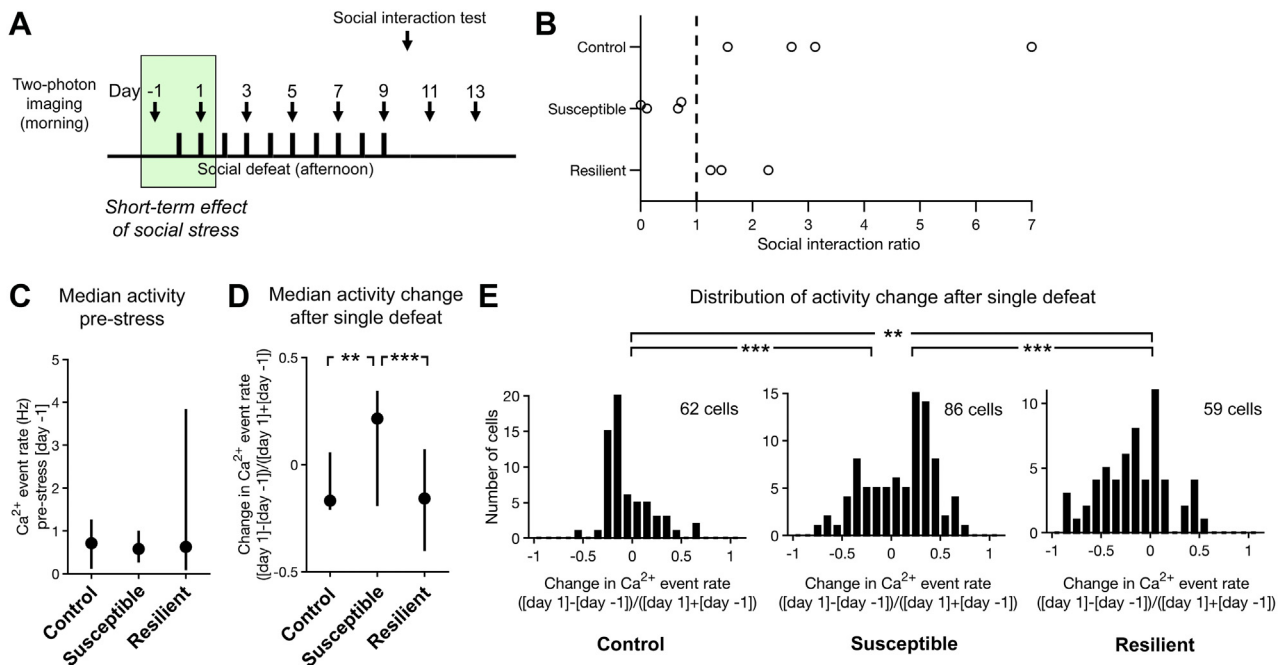 A
Social interaction test
Two-photon
imaging
(morning)
Day -1 1 3 5 7 9 11 13
Social defeat (afternoon)
Short-term effect
of social stress
B
Control
Susceptible
Resilient
0 1 2 3 4 5 6 7
Social interaction ratio
C
Median activity
pre-stress
Ca2+ event rate (Hz)
pre-stress [day -1]
5
4
3
2
1
0
Control
Susceptible
Resilient
D
Median activity change
after single defeat
Change in Ca2+ event rate
([day 1]-[day -1])/([day 1]+[day -1])
0.5
0
-0.5
** ***
Control
Susceptible
Resilient
E
Distribution of activity change after single defeat
**
*** ***
Number of cells
20
15
10
5
0
62 cells
-1 -0.5 0 0.5 1
Change in Ca2+ event rate
([day 1]-[day -1])/([day 1]+[day -1])
Control
15
10
5
0
86 cells
-1 -0.5 0 0.5 1
Change in Ca2+ event rate
([day 1]-[day -1])/([day 1]+[day -1])
Susceptible
10
5
0
59 cells
-1 -0.5 0 0.5 1
Change in Ca2+ event rate
([day 1]-[day -1])/([day 1]+[day -1])
Resilient